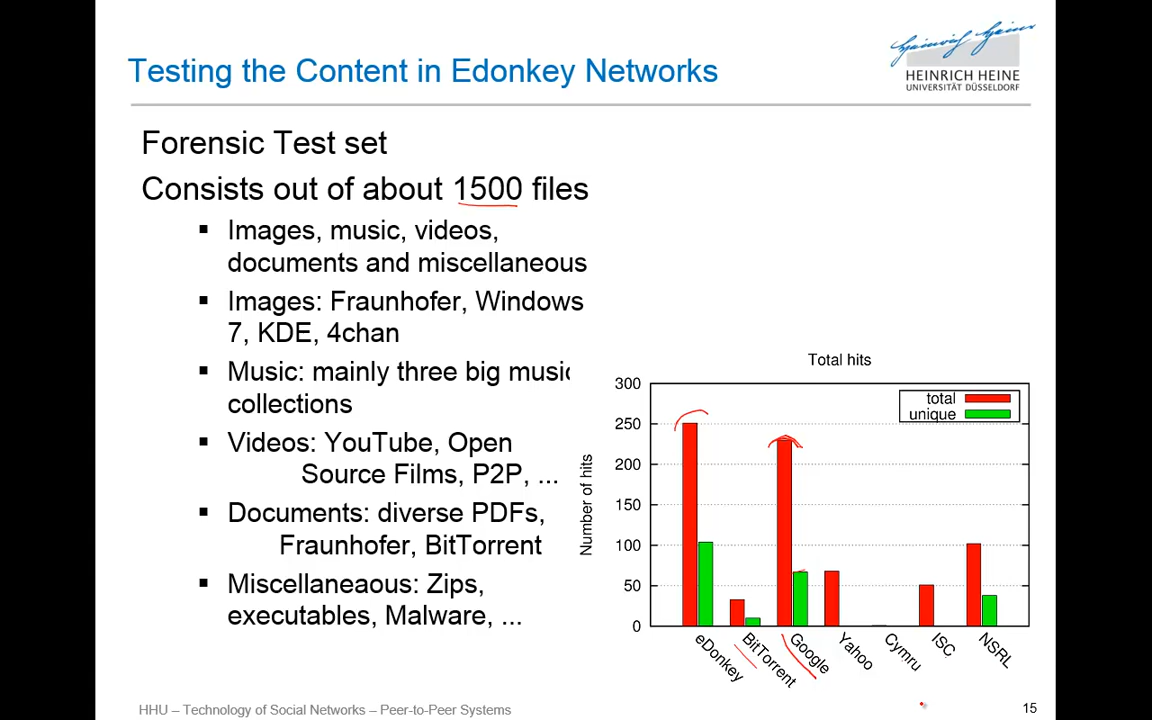 Testing the Content in Edonkey Networks
Heinrich Heine
HEINRICH HEINE
UNIVERSITÄT DÜSSELDORF
Forensic Test set
Consists out of about 1500 files
Images, music, videos,
documents and miscellaneous
Images: Fraunhofer, Windows
7, KDE, 4chan
Music: mainly three big music
collections
Videos: YouTube, Open
Source Films, P2P, ...
Documents: diverse PDFs,
Fraunhofer, BitTorrent
Miscellaneaous: Zips,
executables, Malware, ...
Total hits
total
unique
Number of hits
300
250
200
150
100
50
0
eDonkey
BitTorrent
Google
Yahoo
Cymru
ISC
NSRL
HHU – Technology of Social Networks – Peer-to-Peer Systems
15